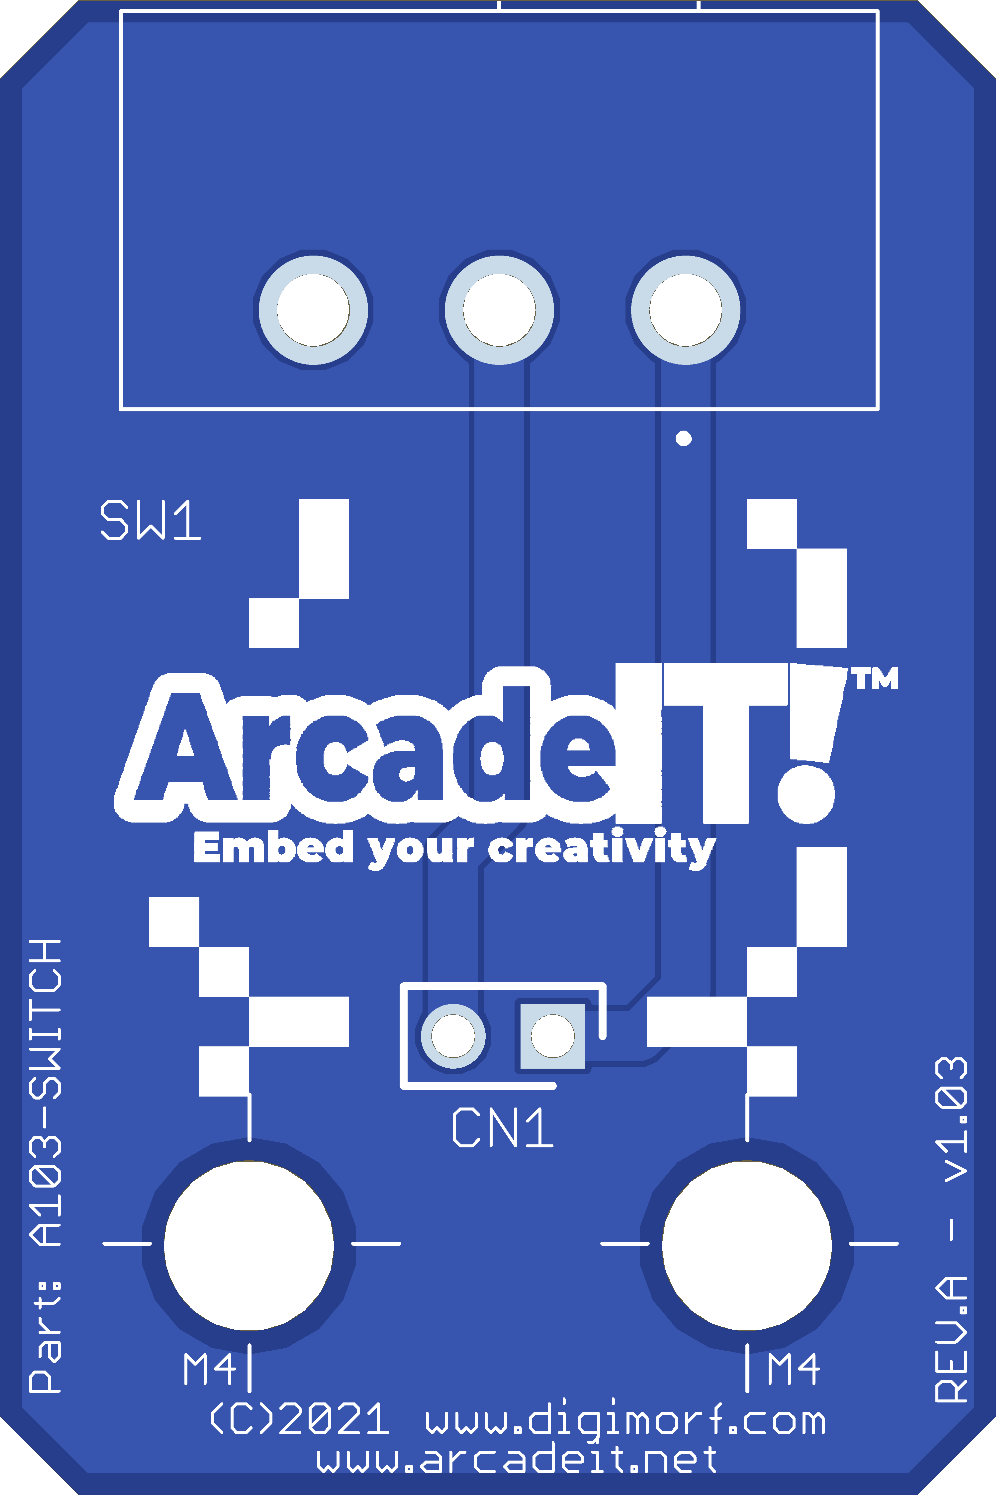 SW1
ArcadeIT!™
Embed your creativity
CN1
Part: A103-SWITCH
REV.A - v1.03
M4
M4
(C)2021 www.digimorf.com
www.arcadeit.net